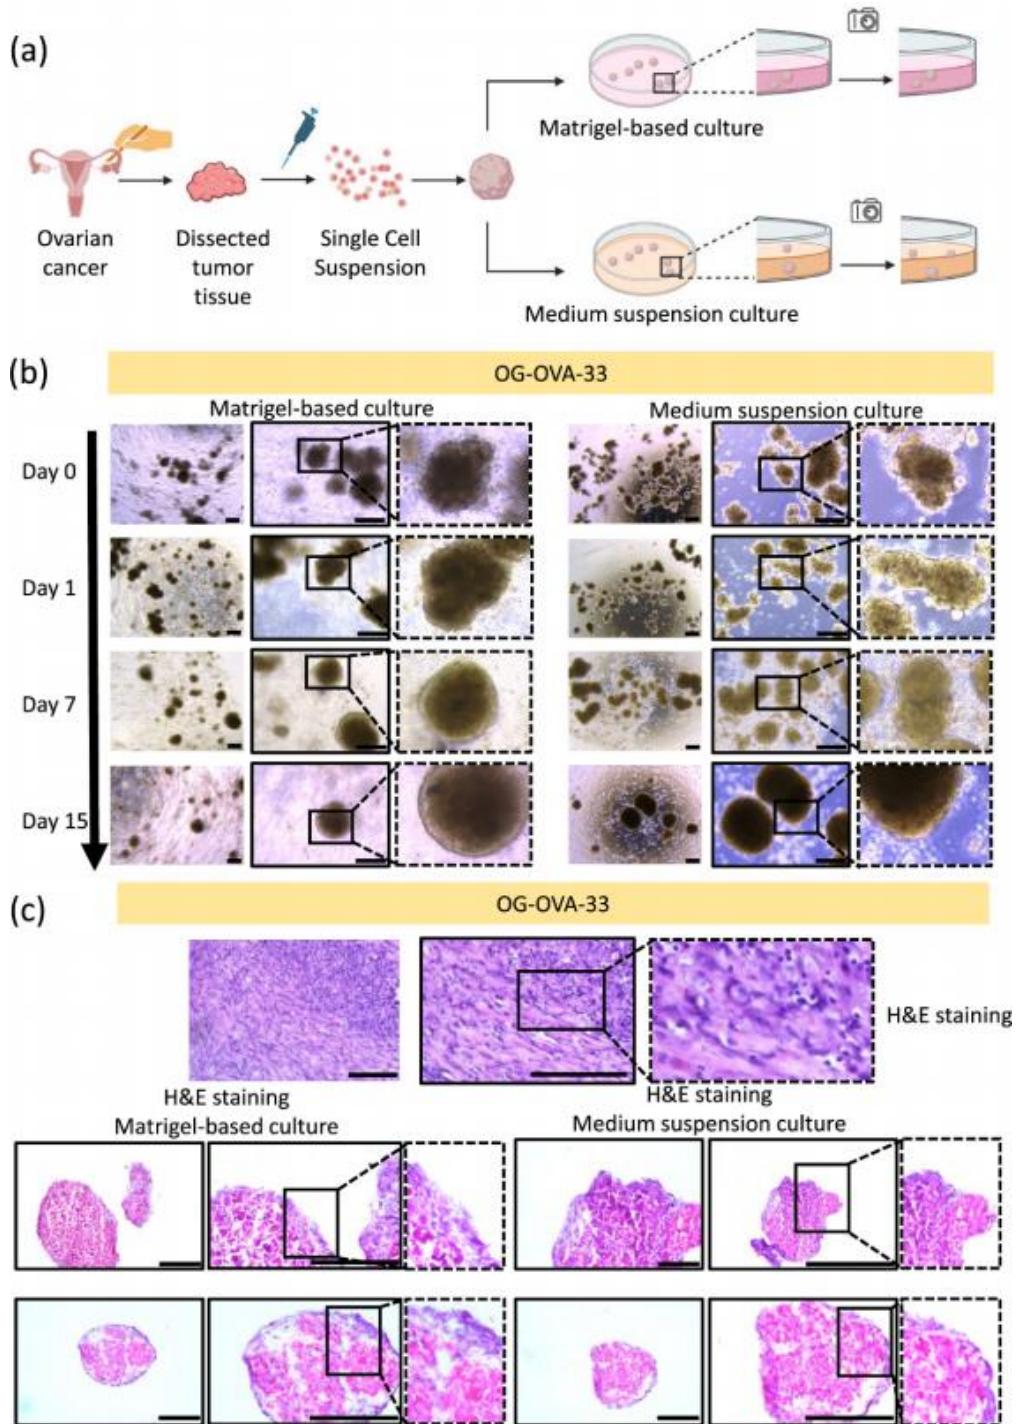 (a)
Matrigel-based culture
Ovarian
cancer
Dissected
tumor
tissue
Single Cell
Suspension
Medium suspension culture
(b)
OG-OVA-33
Matrigel-based culture
Medium suspension culture
Day 0
Day 1
Day 7
Day 15
(c)
OG-OVA-33
H&E staining
H&E staining
H&E staining
Matrigel-based culture
Medium suspension culture